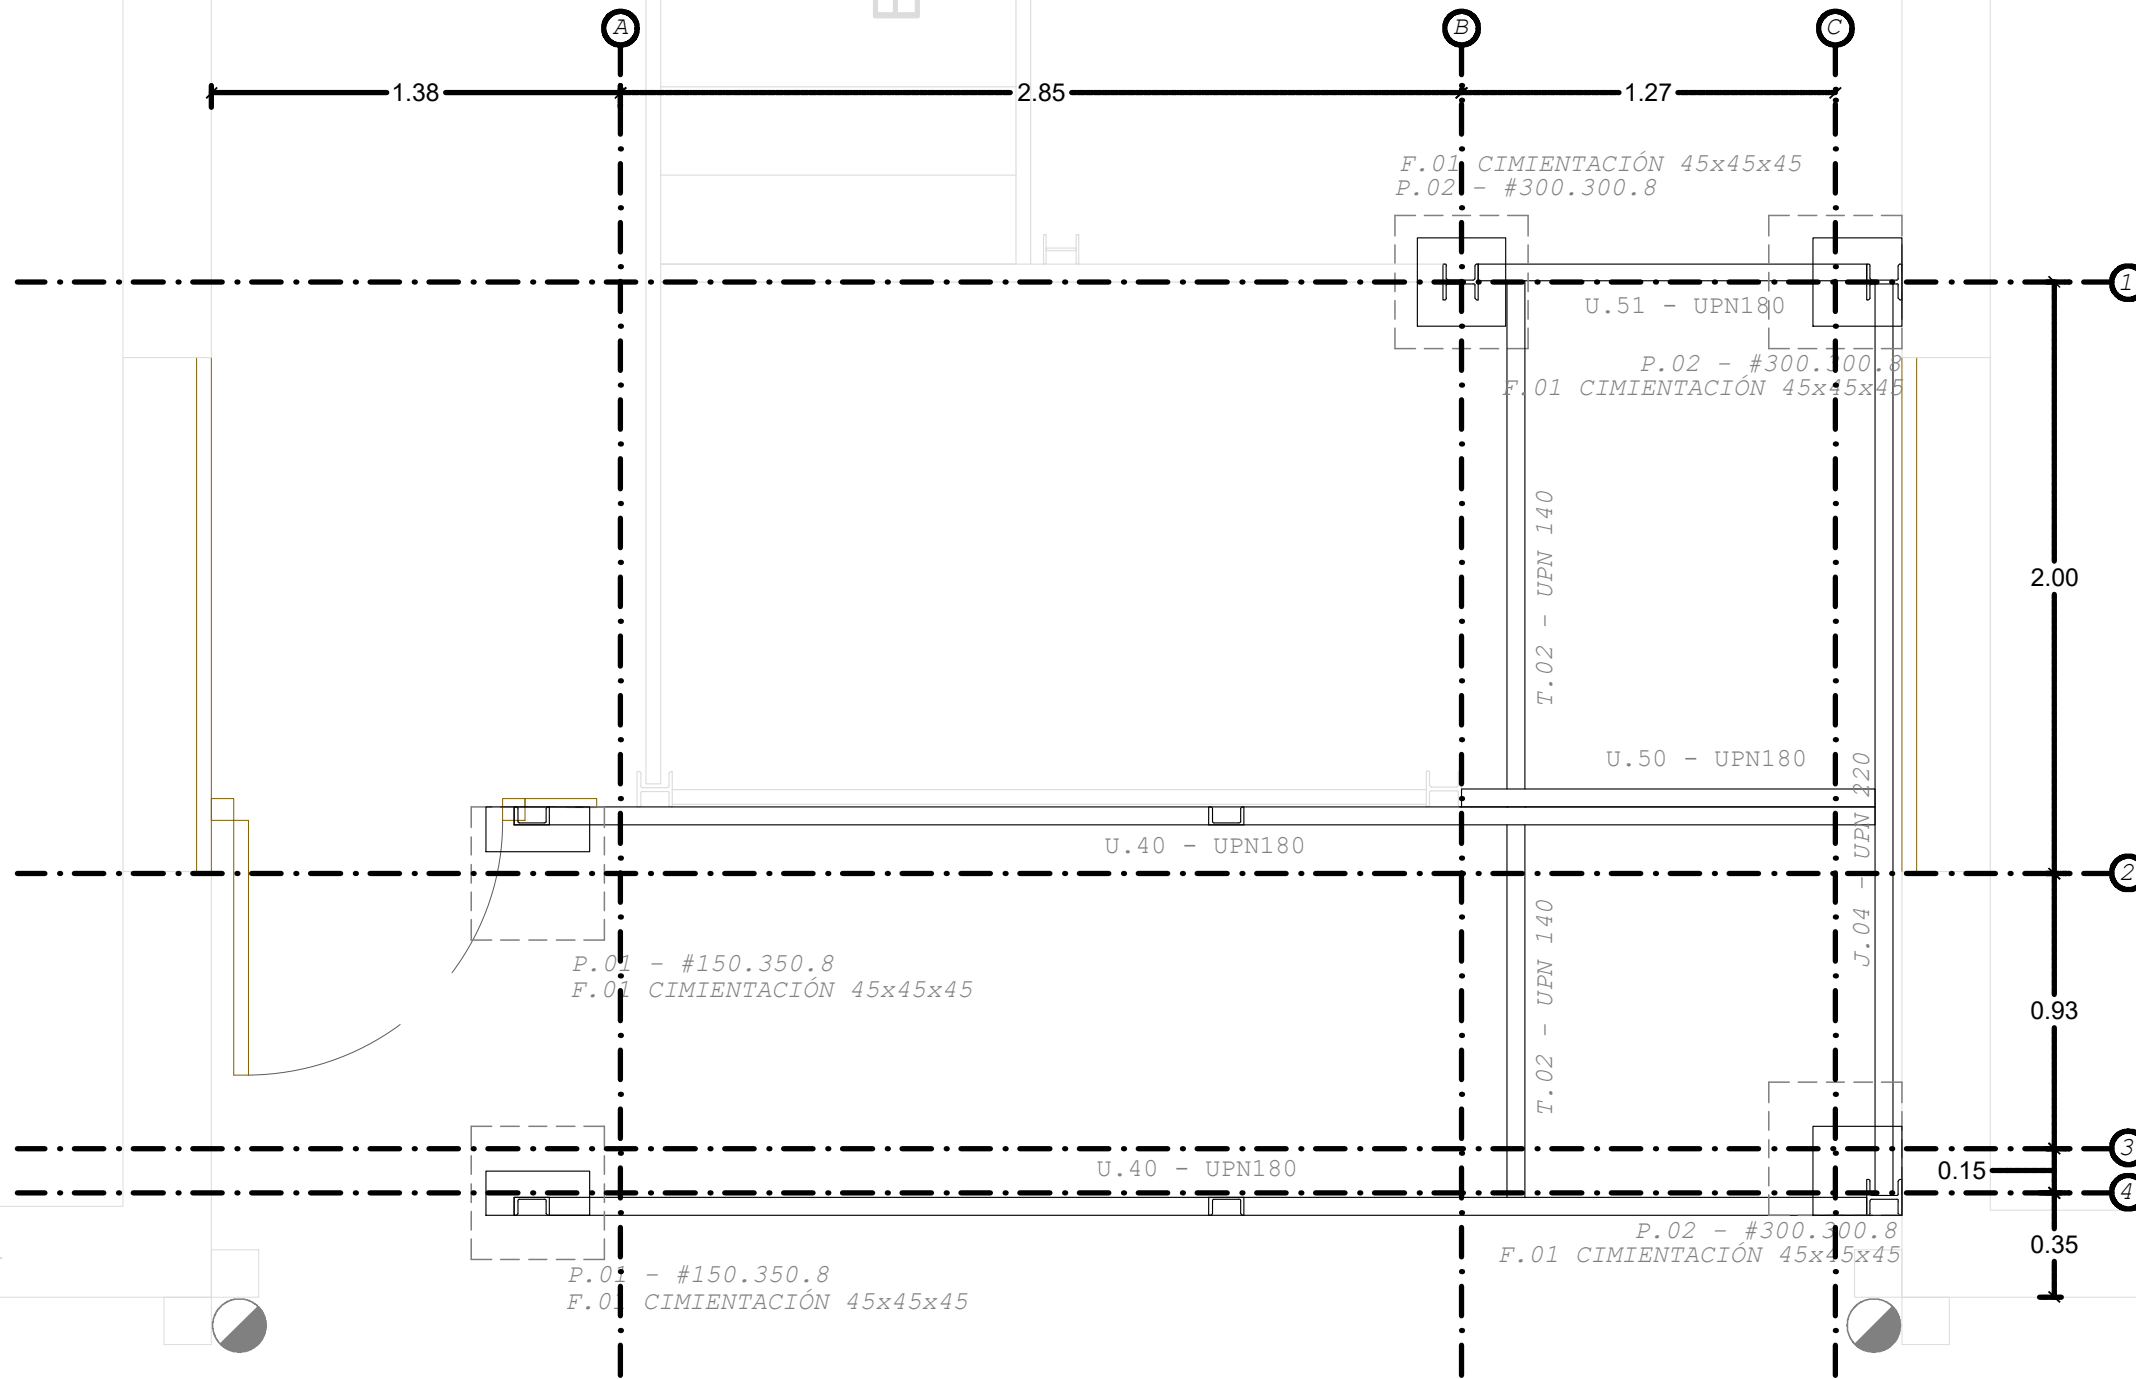 A
B
C
1.38
2.85
1.27
F.01 CIMIENTACIÓN 45x45x45
P.02 - #300.300.8
1
U.51 - UPN180
P.02 - #300.300.8
F.01 CIMIENTACIÓN 45x45x45
T.02 - UPN 140
2.00
U.50 - UPN180
J.04 - UPN 220
U.40 - UPN180
2
P.01 - #150.350.8
F.01 CIMIENTACIÓN 45x45x45
T.02 - UPN 140
0.93
3
U.40 - UPN180
0.15
4
P.02 - #300.300.8
F.01 CIMIENTACIÓN 45x45x45
0.35
P.01 - #150.350.8
F.01 CIMIENTACIÓN 45x45x45